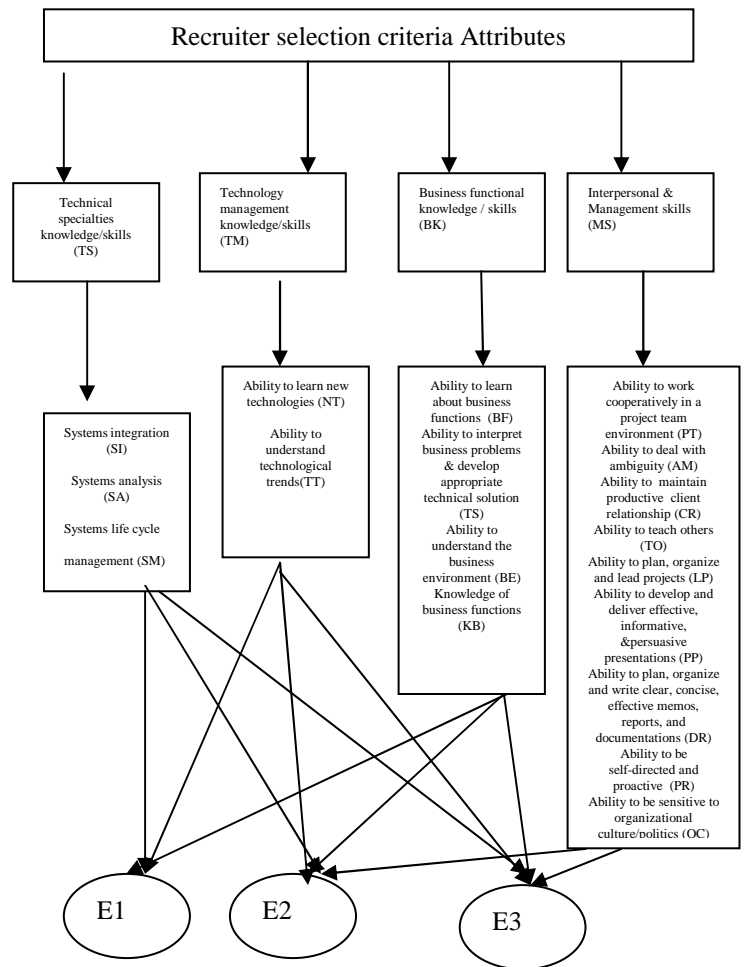 Recruiter selection criteria Attributes
Technical
specialties
knowledge/skills
(TS)
Technology
management
knowledge/skills
(TM)
Business functional
knowledge / skills
(BK)
Interpersonal &
Management skills
(MS)
Systems integration
(SI)
Systems analysis
(SA)
Systems life cycle
management (SM)
Ability to learn new
technologies (NT)
Ability to
understand
technological
trends(TT)
Ability to learn
about business
functions (BF)
Ability to interpret
business problems
& develop
appropriate
technical solution
(TS)
Ability to
understand the
business
environment (BE)
Knowledge of
business functions
(KB)
Ability to work
cooperatively in a
project team
environment (PT)
Ability to deal with
ambiguity (AM)
Ability to maintain
productive client
relationship (CR)
Ability to teach others
(TO)
Ability to plan, organize
and lead projects (LP)
Ability to develop and
deliver effective,
informative,
&persuasive
presentations (PP)
Ability to plan, organize
and write clear, concise,
effective memos,
reports, and
documentations (DR)
Ability to be
self-directed and
proactive (PR)
Ability to be sensitive to
organizational
culture/politics (OC)
E1
E2
E3